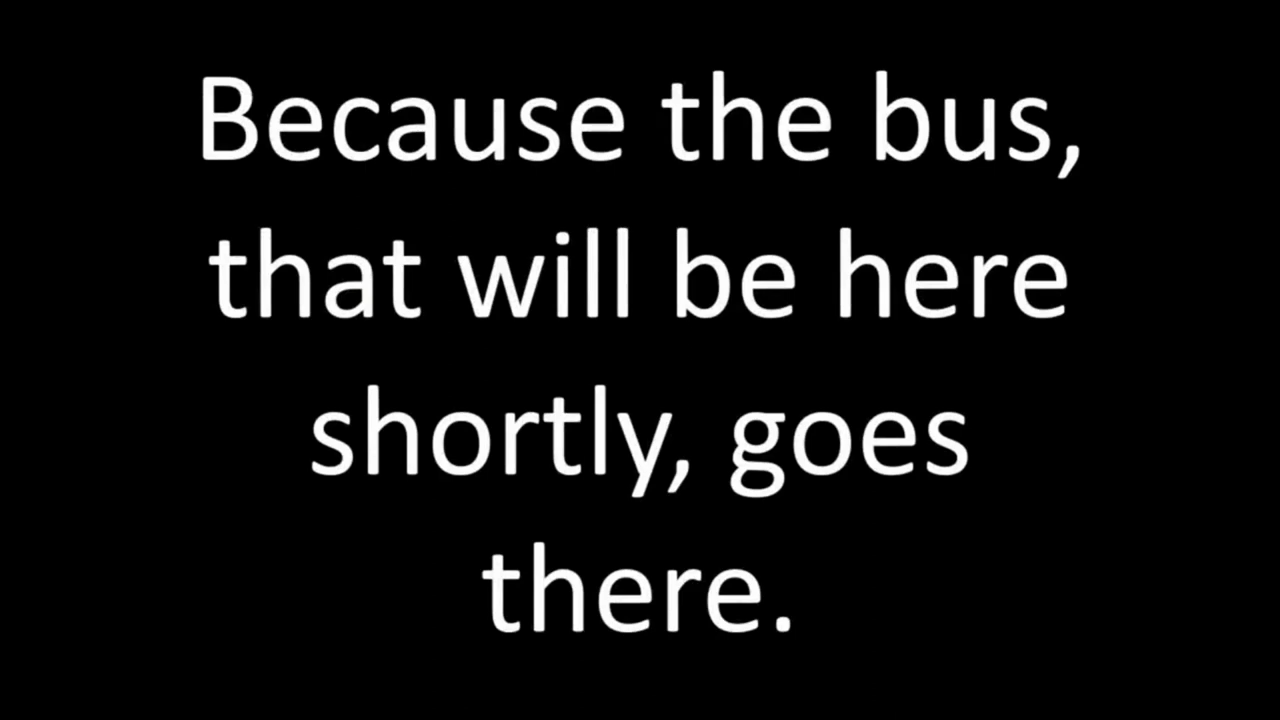 Because the bus,
that will be here
shortly, goes
there.